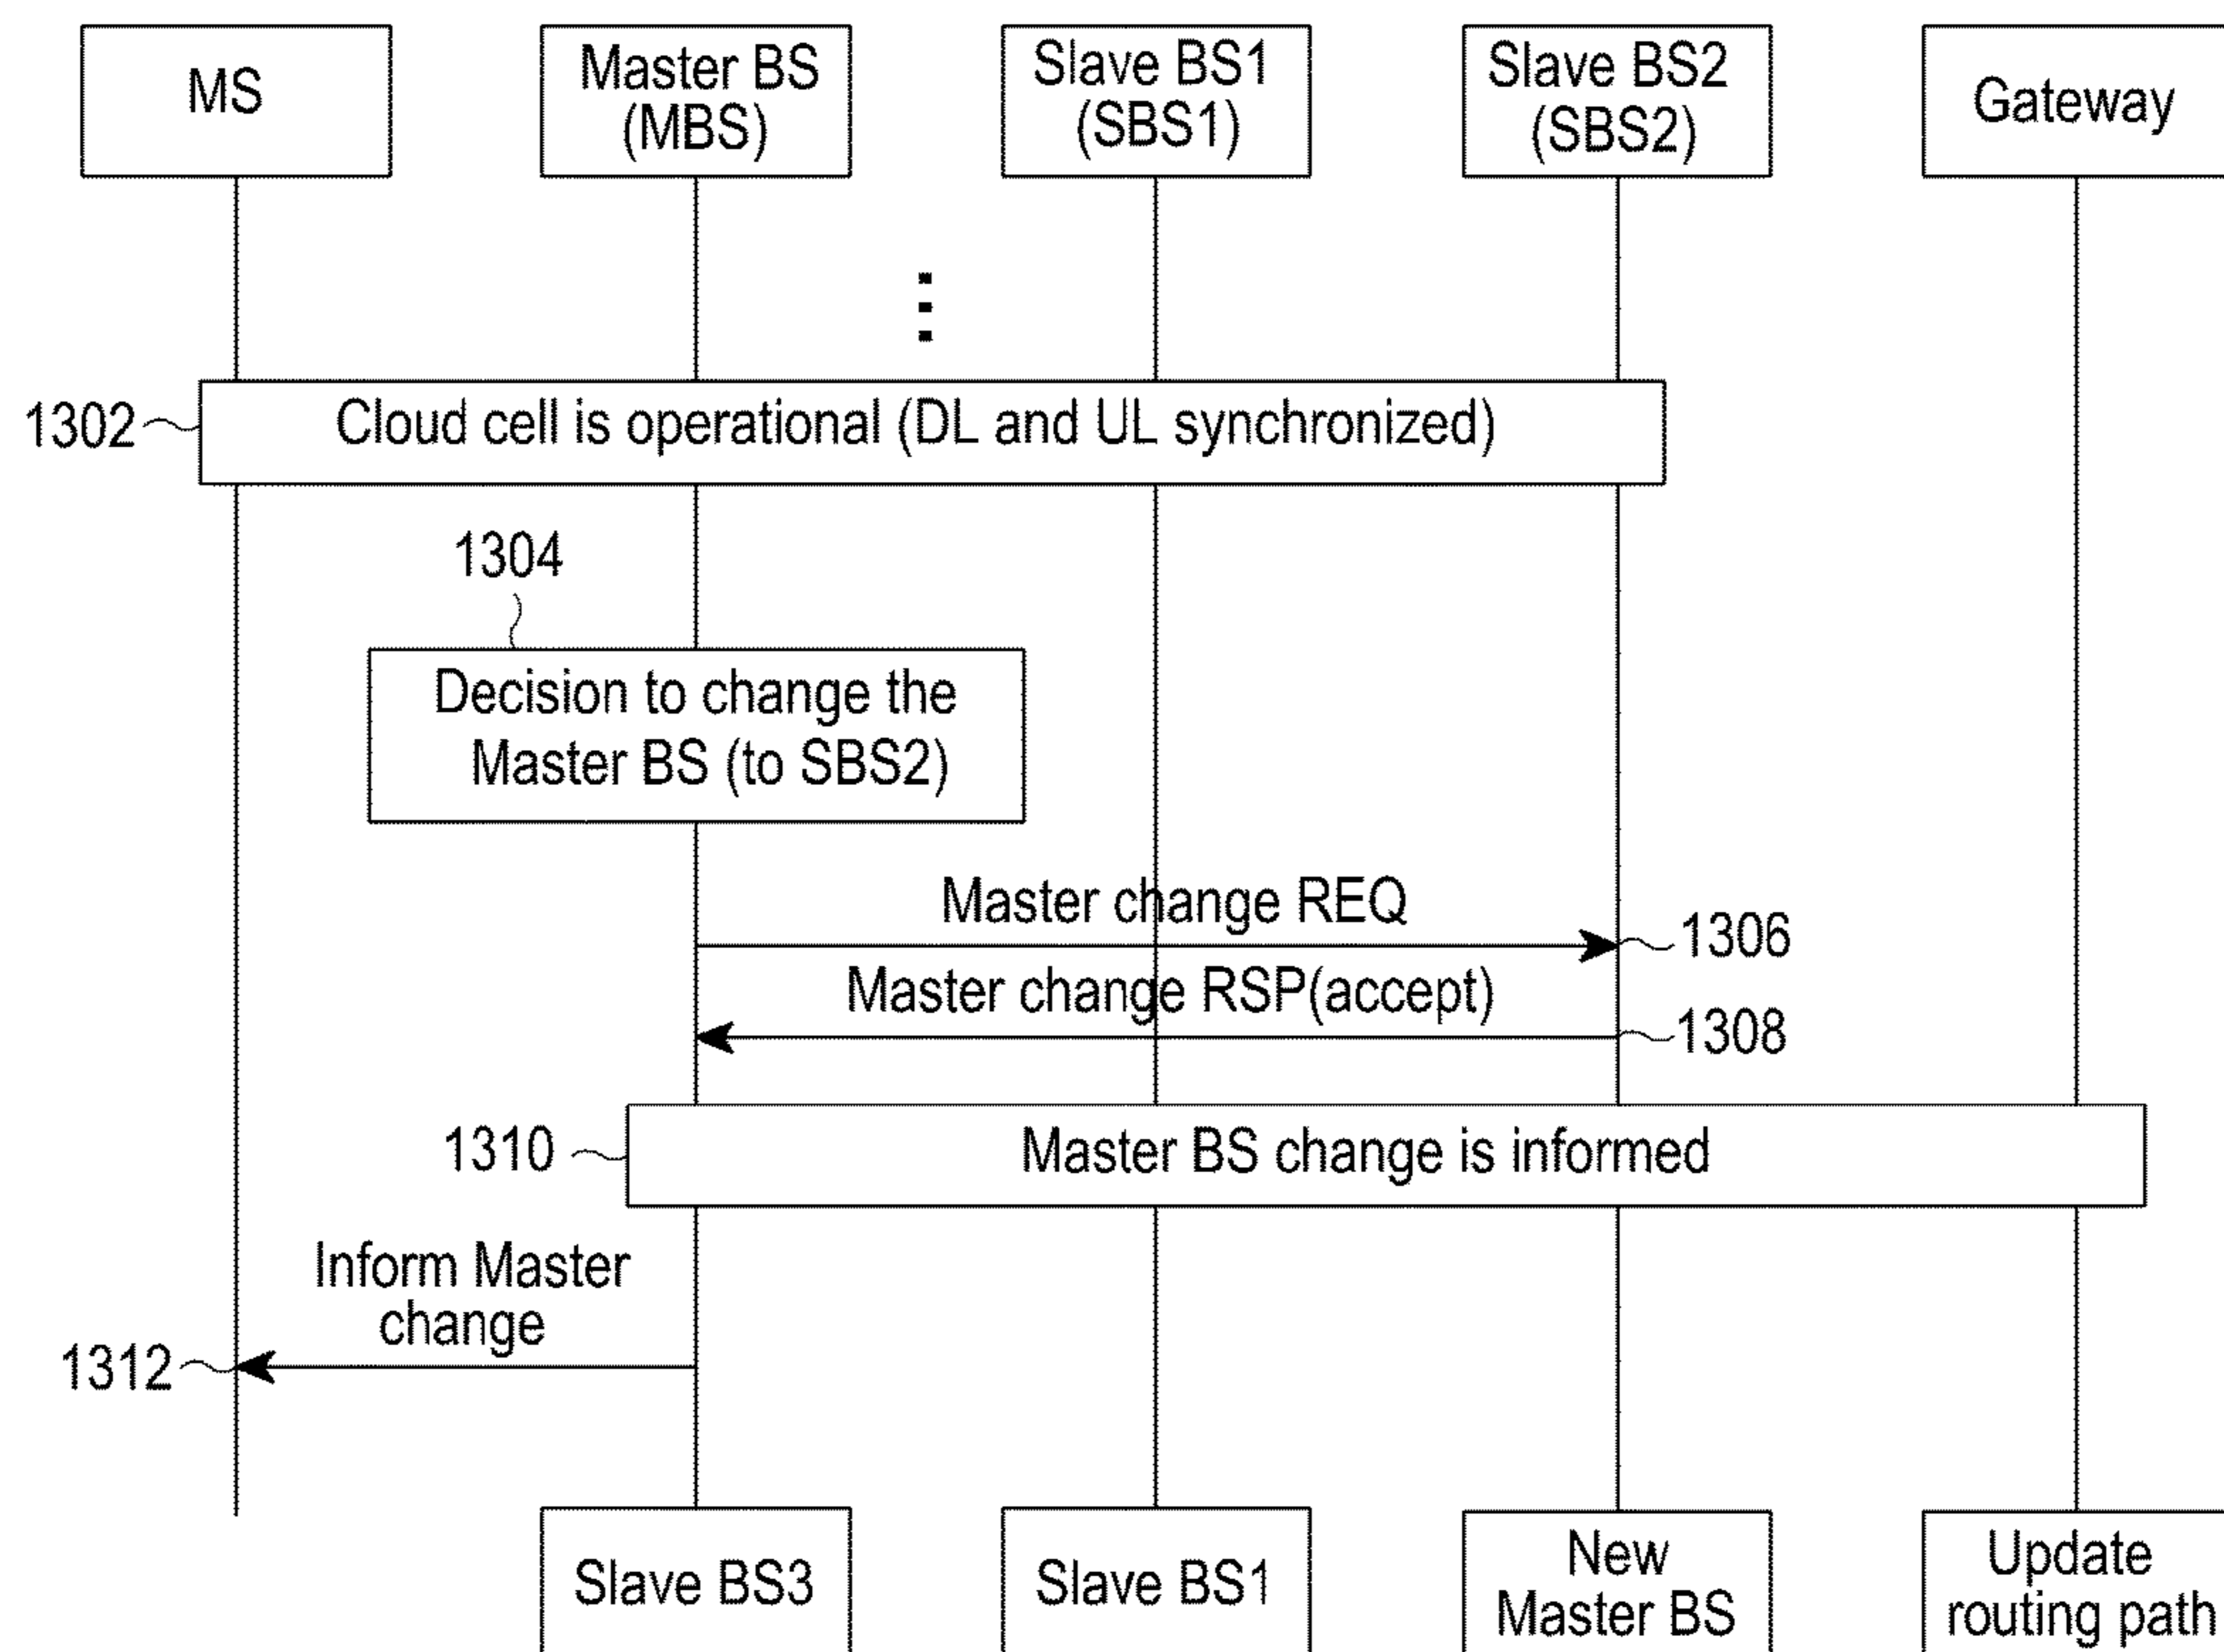 MS
Master BS
(MBS)
Slave BS1
(SBS1)
Slave BS2
(SBS2)
Gateway
1302
Cloud cell is operational (DL and UL synchronized)
1304
Decision to change the
Master BS (to SBS2)
Master change REQ
1306
Master change RSP(accept)
1308
1310
Master BS change is informed
Inform Master
change
1312
Slave BS3
Slave BS1
New
Master BS
Update
routing path